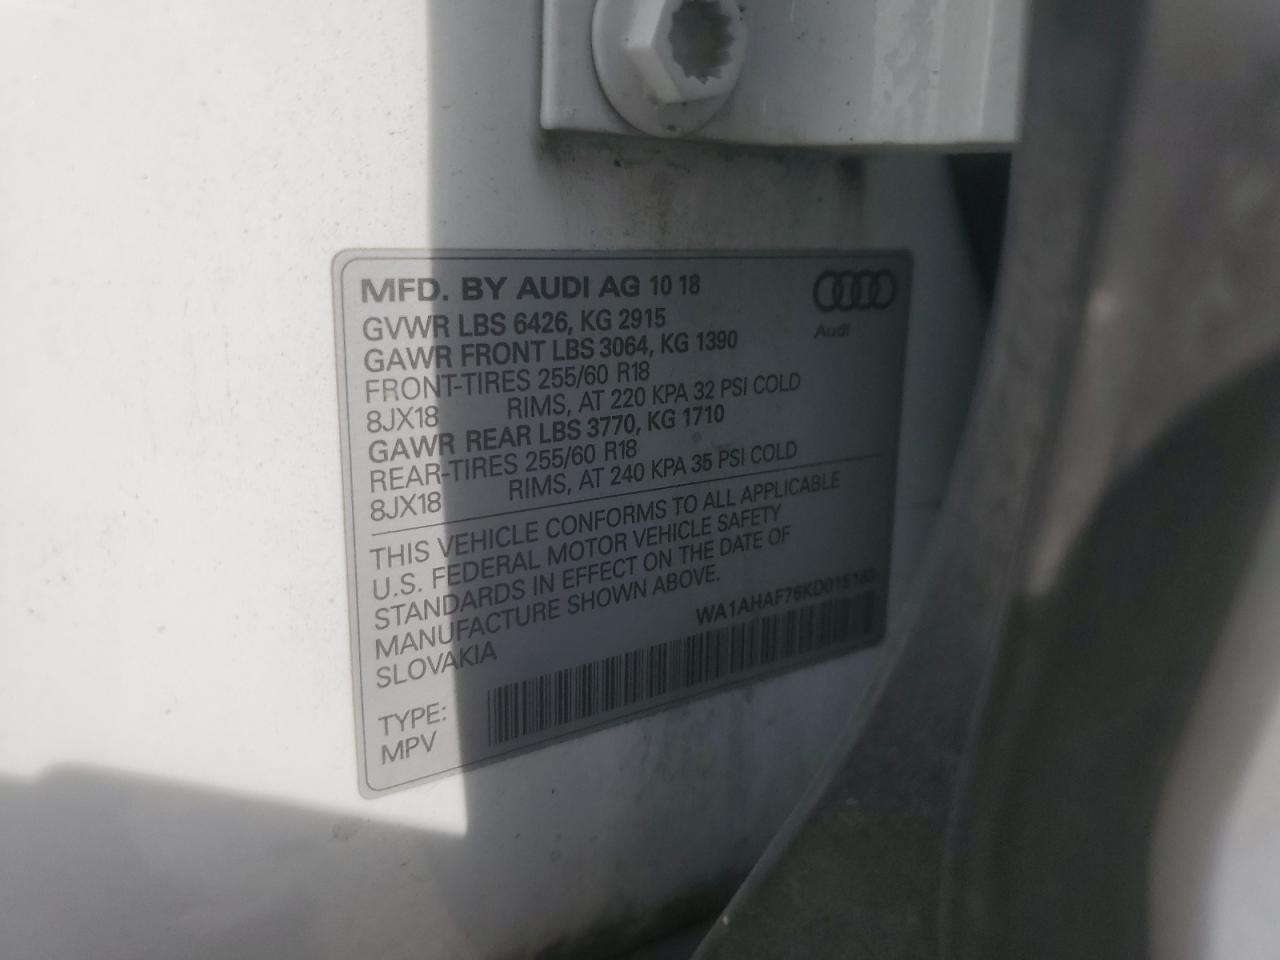 MFD. BY AUDI AG 10 18
Audi
GVWR LBS 6426, KG 2915
GAWR FRONT LBS 3064, KG 1390
FRONT-TIRES 255/60 R18
8JX18 RIMS, AT 220 KPA 32 PSI COLD
GAWR REAR LBS 3770, KG 1710
REAR-TIRES 255/60 R18
8JX18 RIMS, AT 240 KPA 35 PSI COLD
THIS VEHICLE CONFORMS TO ALL APPLICABLE
U.S. FEDERAL MOTOR VEHICLE SAFETY
STANDARDS IN EFFECT ON THE DATE OF
MANUFACTURE SHOWN ABOVE.
SLOVAKIA
TYPE:
MPV